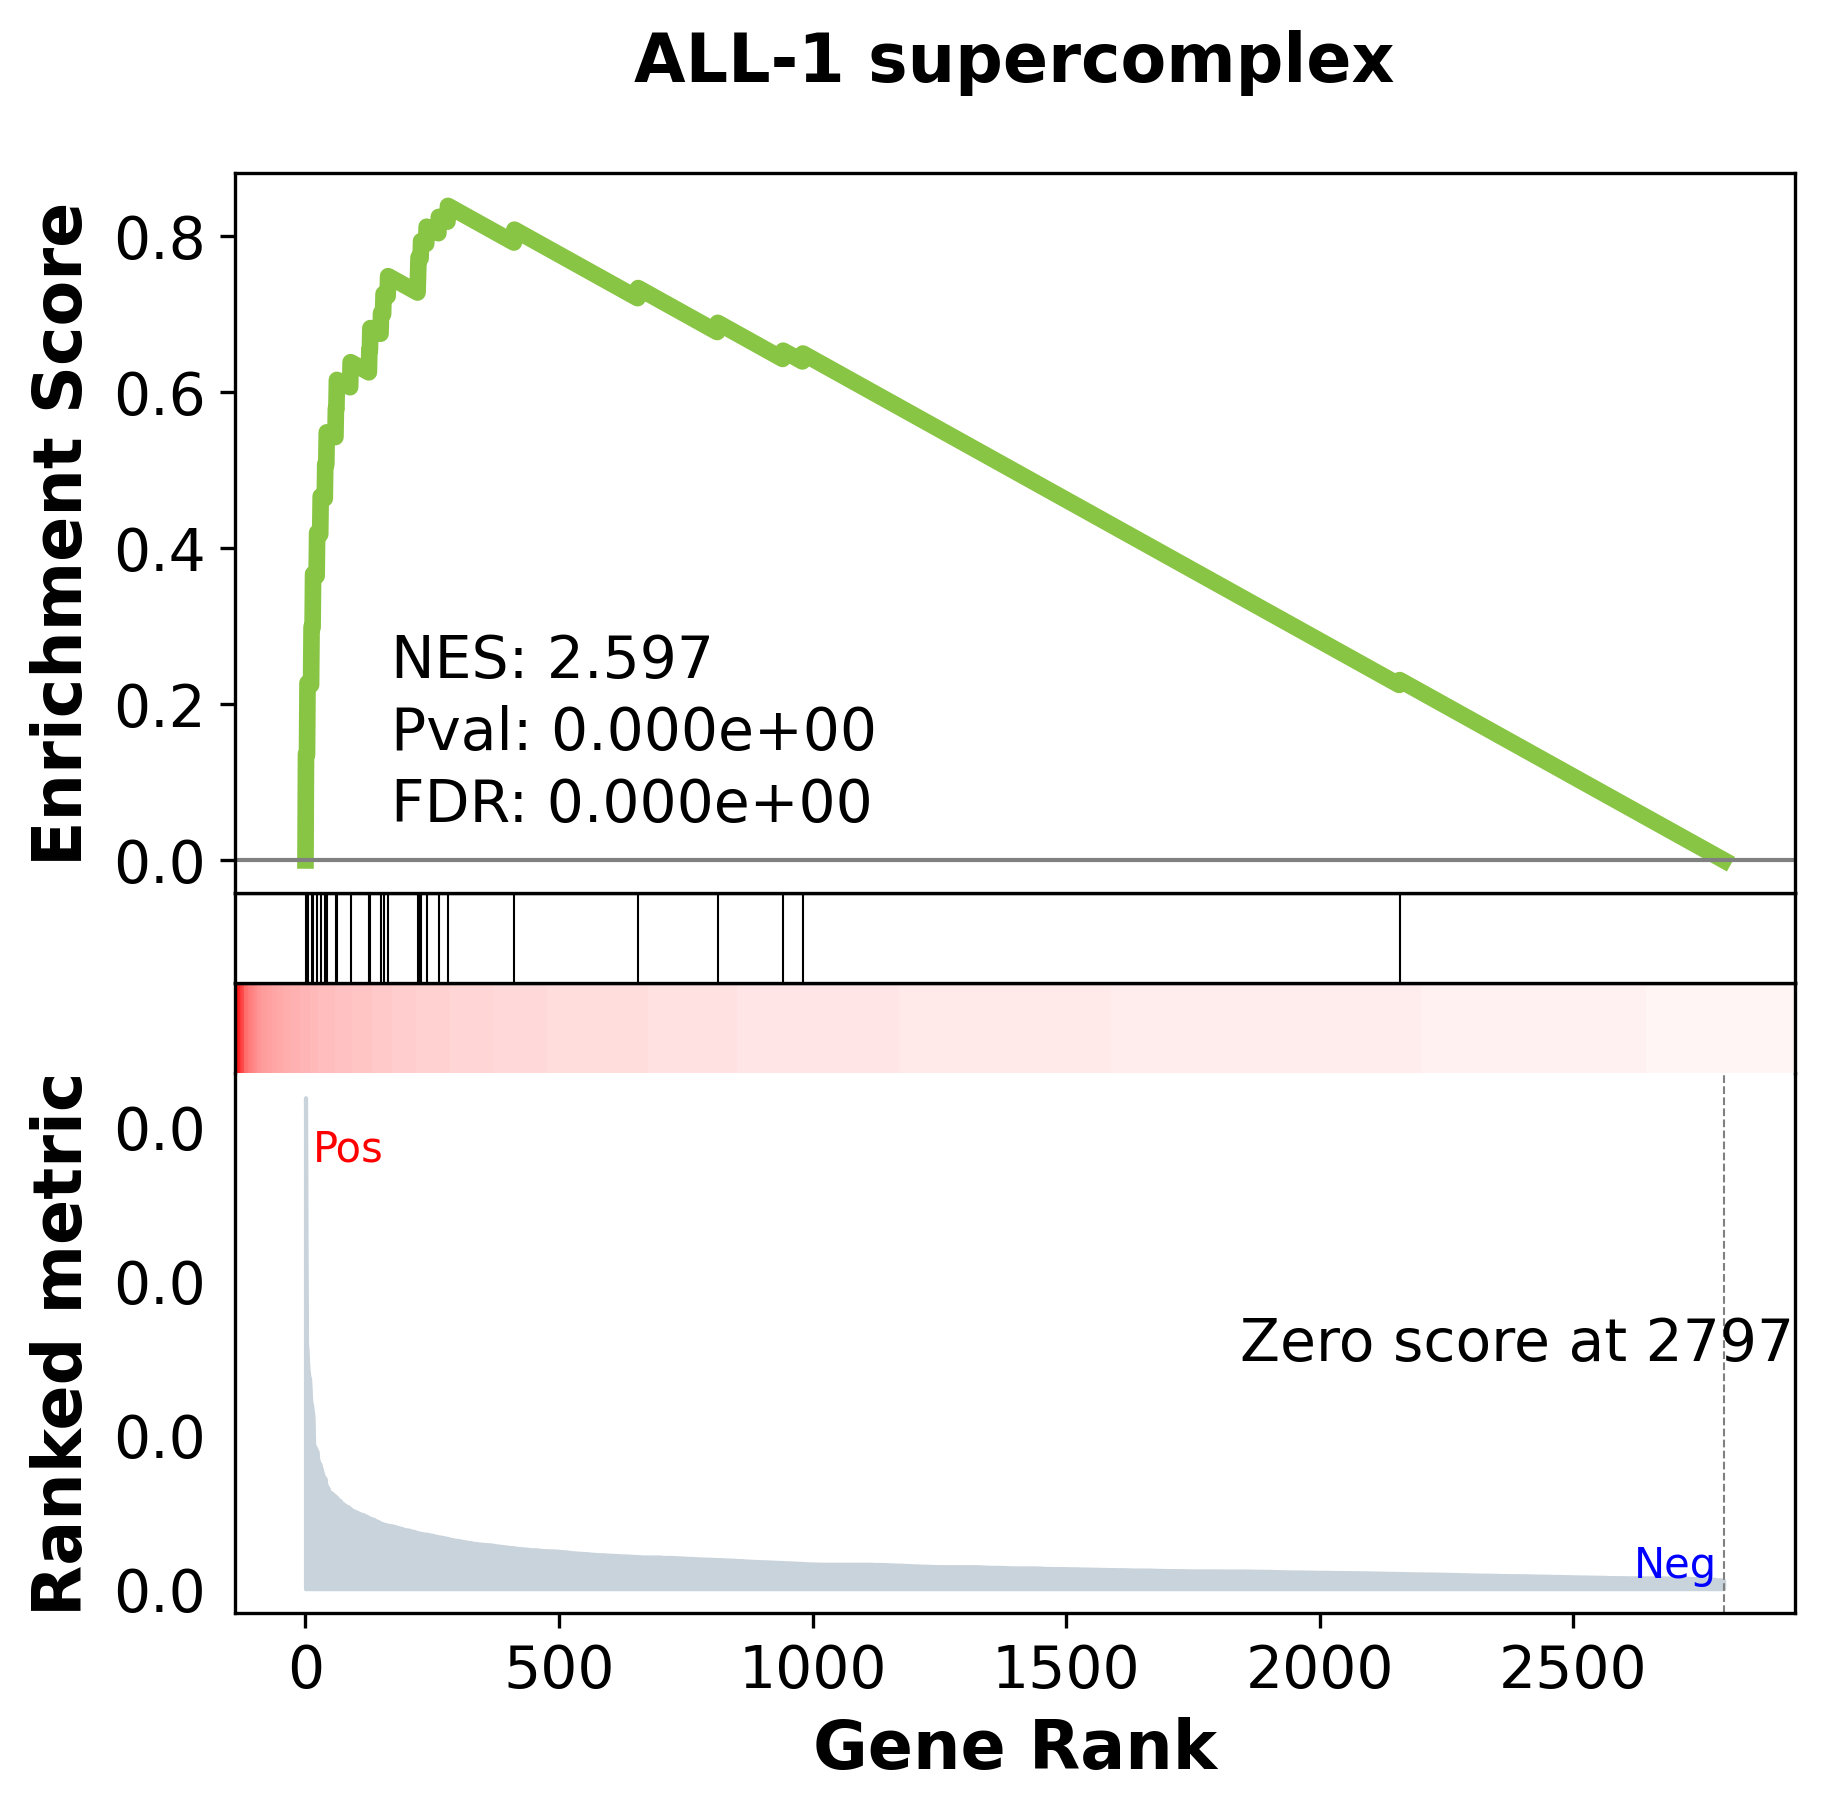 ALL-1 supercomplex
Enrichment Score
0.8
0.6
0.4
0.2
0.0
NES: 2.597
Pval: 0.000e+00
FDR: 0.000e+00
Ranked metric
0.0
0.0
0.0
0.0
Pos
Zero score at 2797
Neg
0 500 1000 1500 2000 2500
Gene Rank